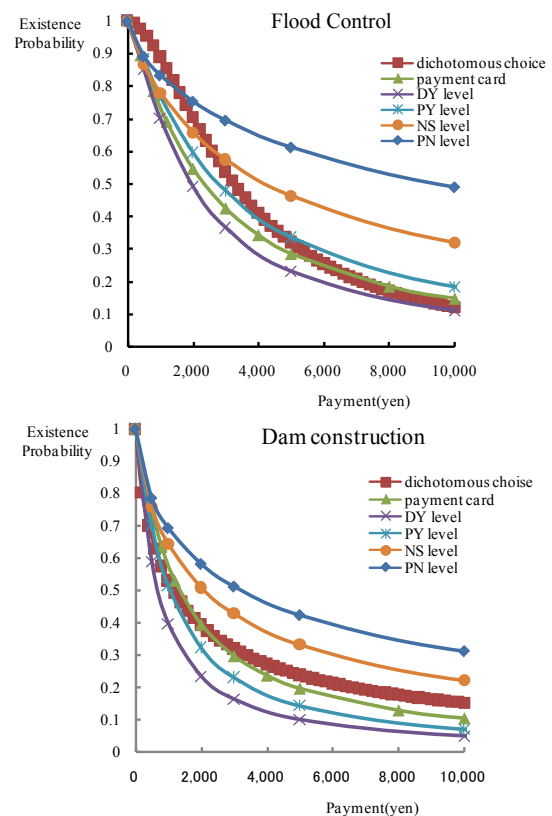 Flood Control
Existence
Probability
1
0.9
0.8
0.7
0.6
0.5
0.4
0.3
0.2
0.1
0
dichotomous choice
payment card
DY level
PY level
NS level
PN level
0 2,000 4,000 6,000 8,000 10,000
Payment(yen)
Dam construction
Existence
Probability
1
0.9
0.8
0.7
0.6
0.5
0.4
0.3
0.2
0.1
0
dichotomous choise
payment card
DY level
PY level
NS level
PN level
0 2,000 4,000 6,000 8,000 10,000
Payment(yen)